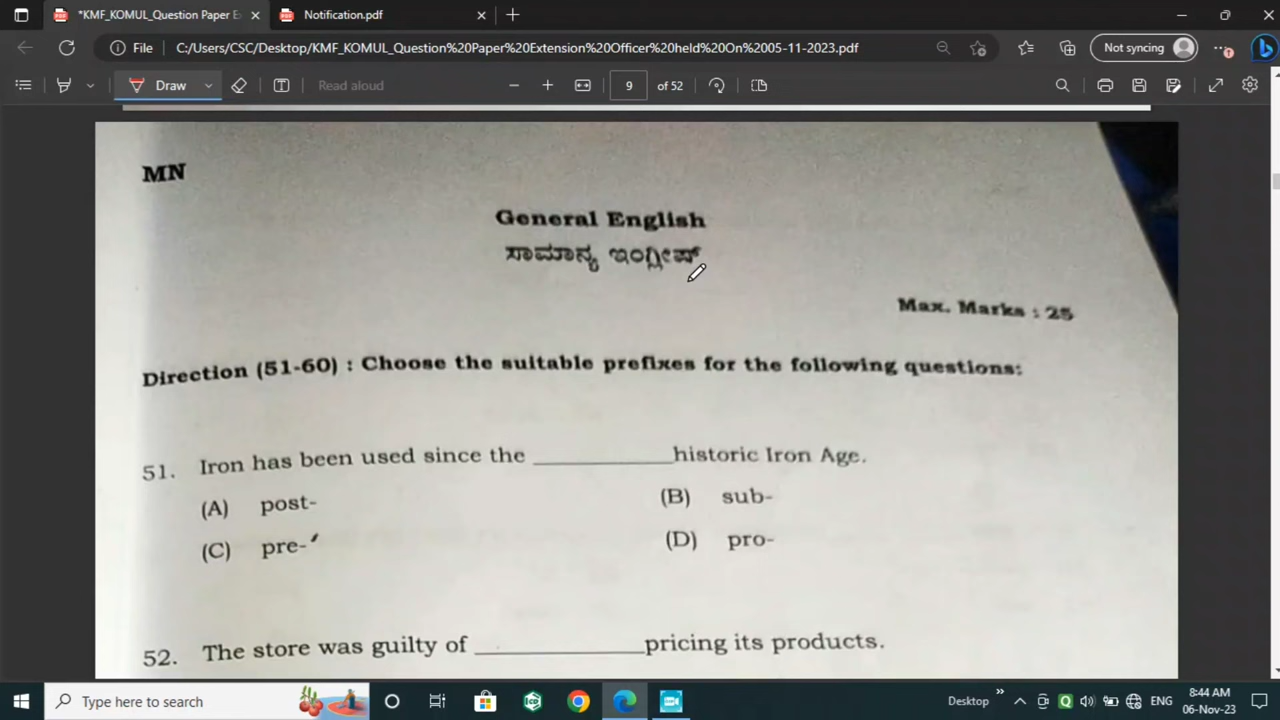 *KMF_KOMUL_Question Paper E
Notification.pdf
File
C:/Users/CSC/Desktop/KMF_KOMUL_Question%20Paper%20Extension%20Officer%20held%20On%2005-11-2023.pdf
Not syncing
Draw
Read aloud
9 of 52
MN
General English
ಸಾಮಾನ್ಯ ಇಂಗ್ಲೀಷ್
Max. Marks : 25
Direction (51-60) : Choose the suitable prefixes for the following questions:
51. Iron has been used since the ____________historic Iron Age.
(A) post-
(B) sub-
(C) pre-
(D) pro-
52. The store was guilty of ______________pricing its products.
Type here to search
Desktop
ENG
8:44 AM
06-Nov-23